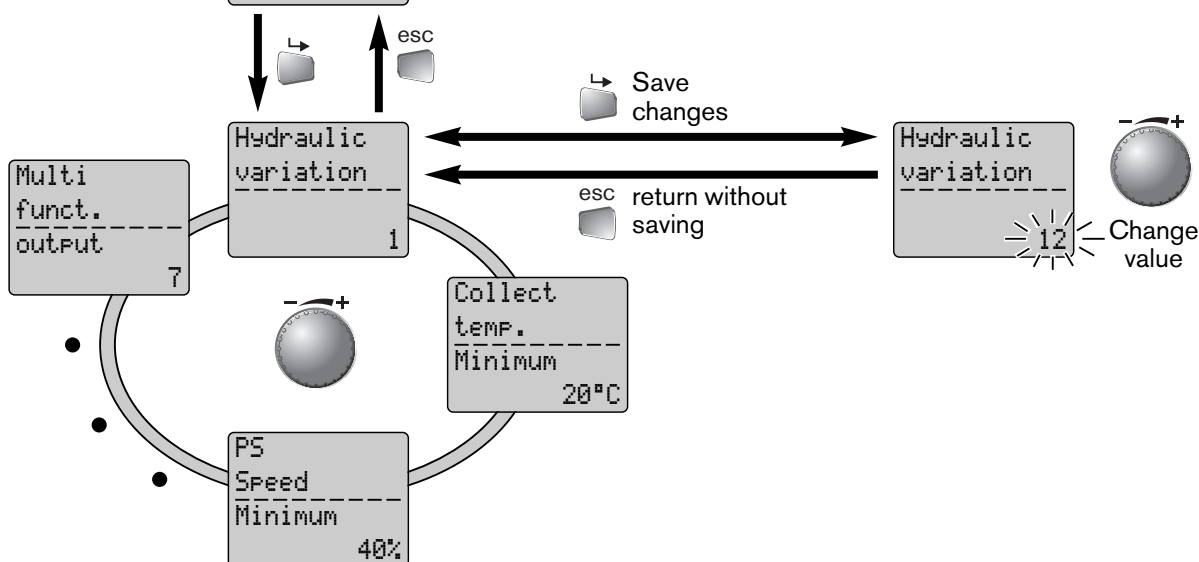 esc
Save
changes
Hydraulic
variation
1
esc
return without
saving
Hydraulic
variation
12
- +
Change
value
Multi
funct.
output
7
- +
Collect
temp.
Minimum
20°C
PS
Speed
Minimum
40%